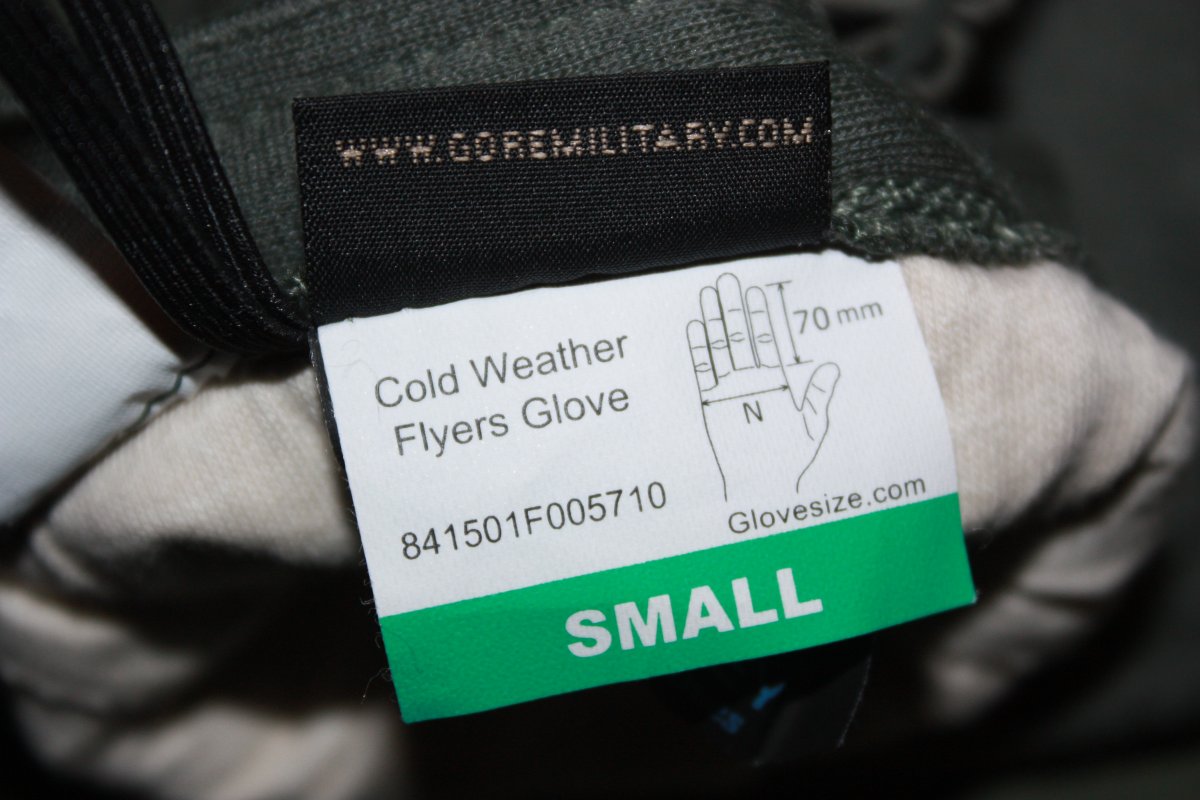 WWW.GOREMILITARY.COM
Cold Weather
Flyers Glove
70 mm
N
841501F005710
Glovesize.com
SMALL